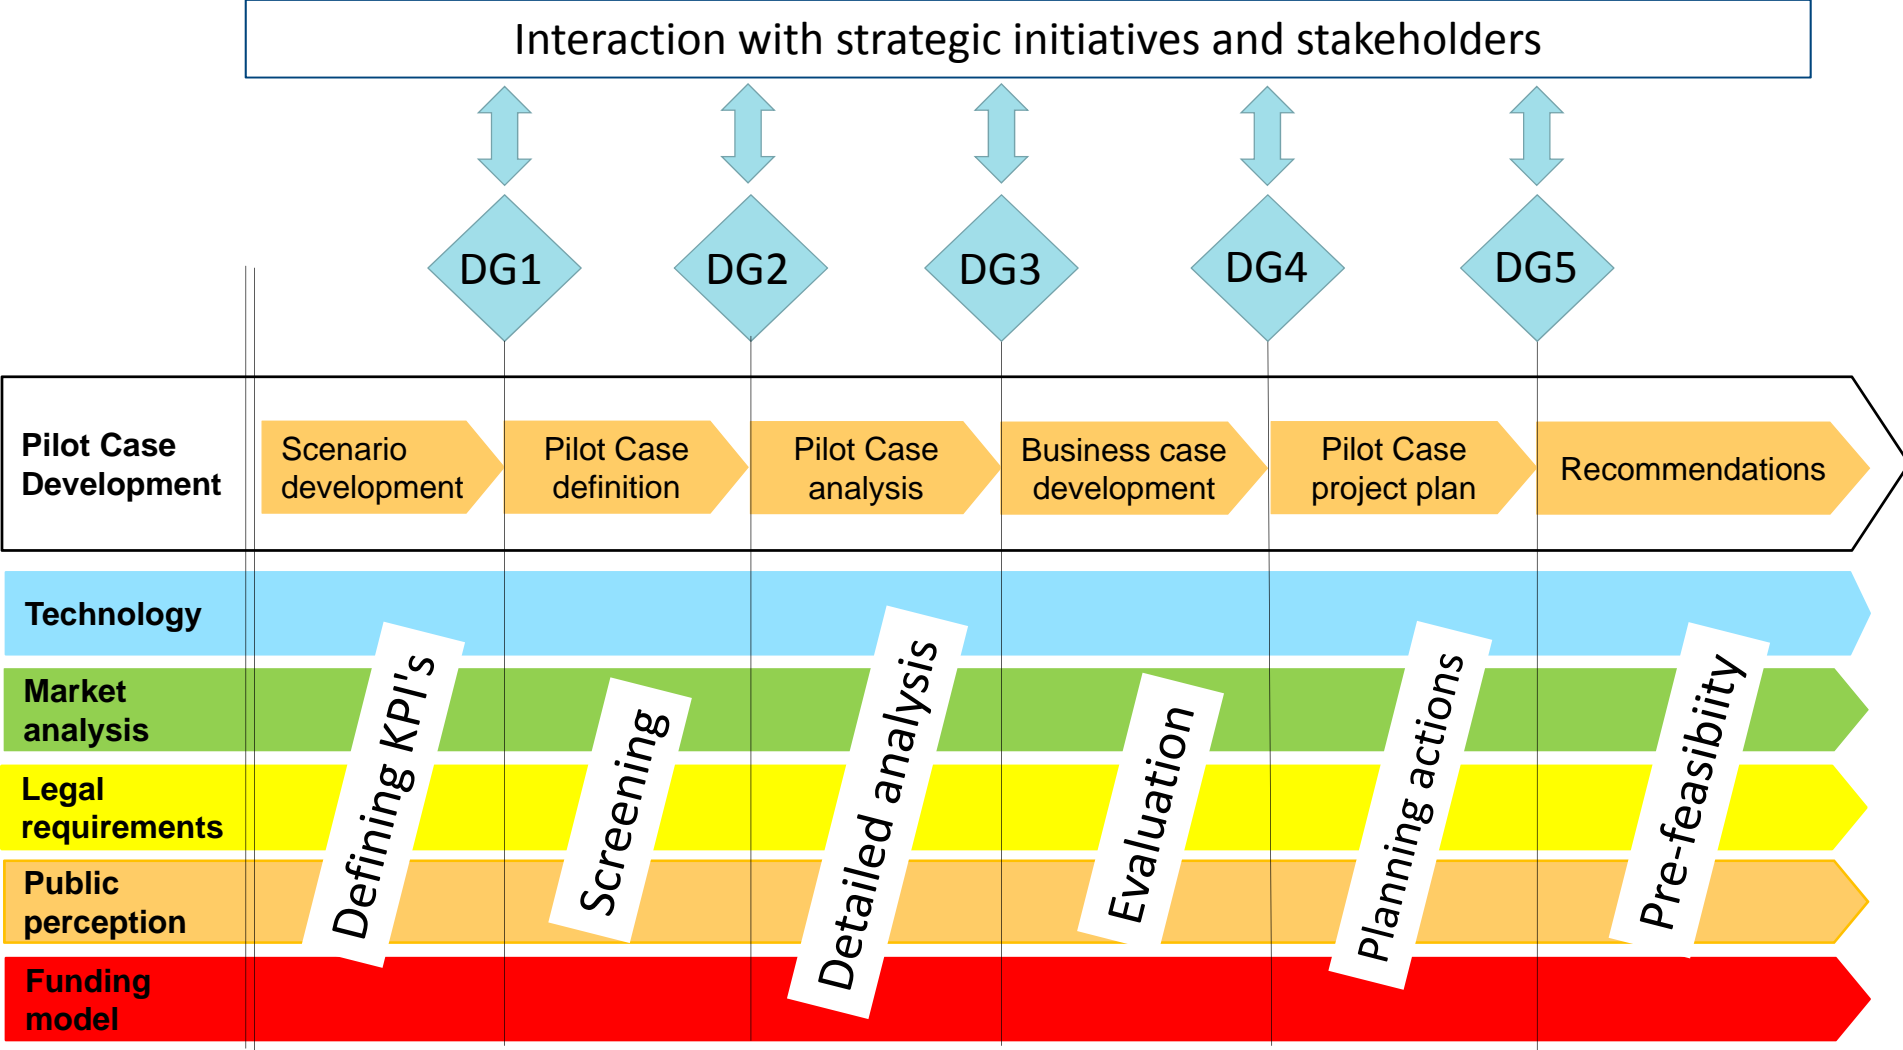 Interaction with strategic initiatives and stakeholders
DG1
DG2
DG3
DG4
DG5
Pilot Case
Development
Scenario
development
Pilot Case
definition
Pilot Case
analysis
Business case
development
Pilot Case
project plan
Recommendations
Technology
Market
analysis
Legal
requirements
Public
perception
Funding
model
Defining KPI's
Screening
Detailed analysis
Evaluation
Planning actions
Pre-feasibiity